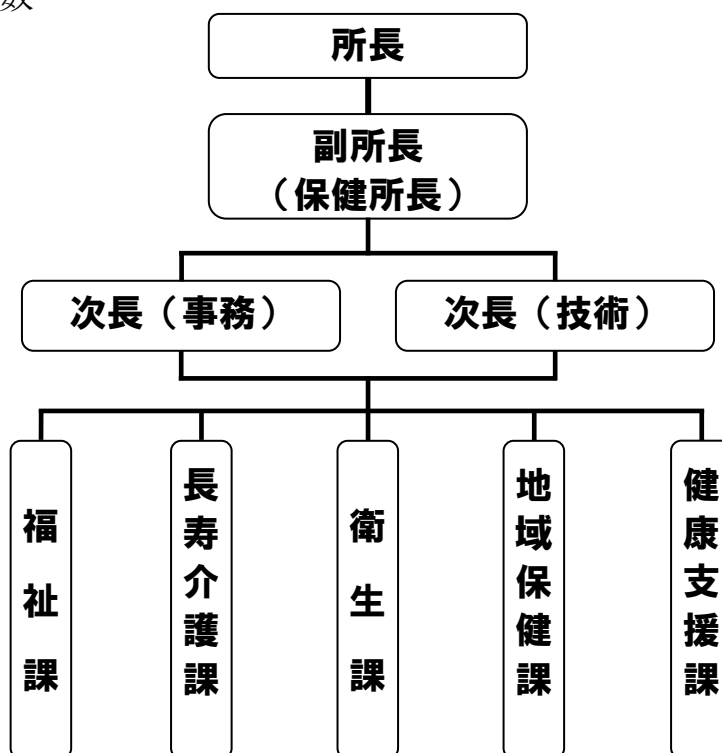 数
所長
副所長
（保健所長）
次長（事務）
次長（技術）
福祉課
長寿介護課
衛生課
地域保健課
健康支援課